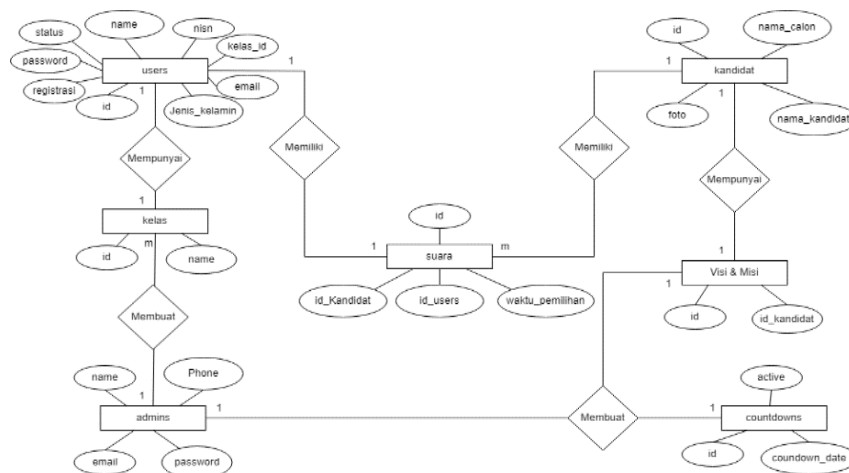 name
nisn
status
kelas_id
password
users
registrasi
email
id
Jenis_kelamin
1
1
Mempunyai
1
kelas
m
id
name
Membuat
name
Phone
1
admins
1
email
password
Memiliki
id
1
suara
m
id_Kandidat
id_users
waktu_pemilihan
Memiliki
id
nama_calon
1
kandidat
1
foto
nama_kandidat
Mempunyai
1
Visi & Misi
1
id
id_kandidat
Membuat
active
1
countdowns
id
coundown_date